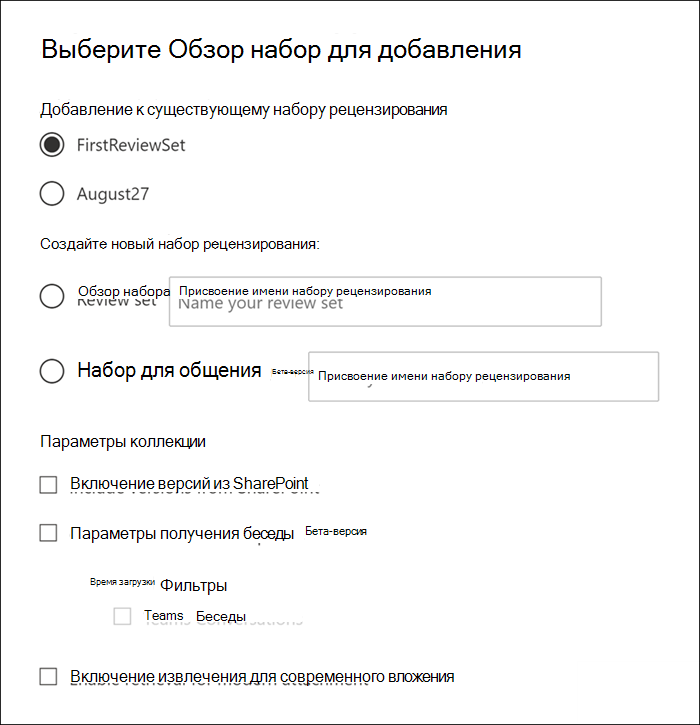 Выберите Обзор набор для добавления
Добавление к существующему набору рецензирования
FirstReviewSet
August27
Создайте новый набор рецензирования:
Обзор набора Присвоение имени набору рецензирования
Review set Name your review set
Набор для общения Бета-версия Присвоение имени набору рецензирования
Параметры коллекции
Включение версий из SharePoint
Include versions from SharePoint
Параметры получения беседы Бета-версия
Время загрузки Фильтры
Teams Беседы
Teams Conversations
Включение извлечения для современного вложения
Enable retrieval for modern attachment